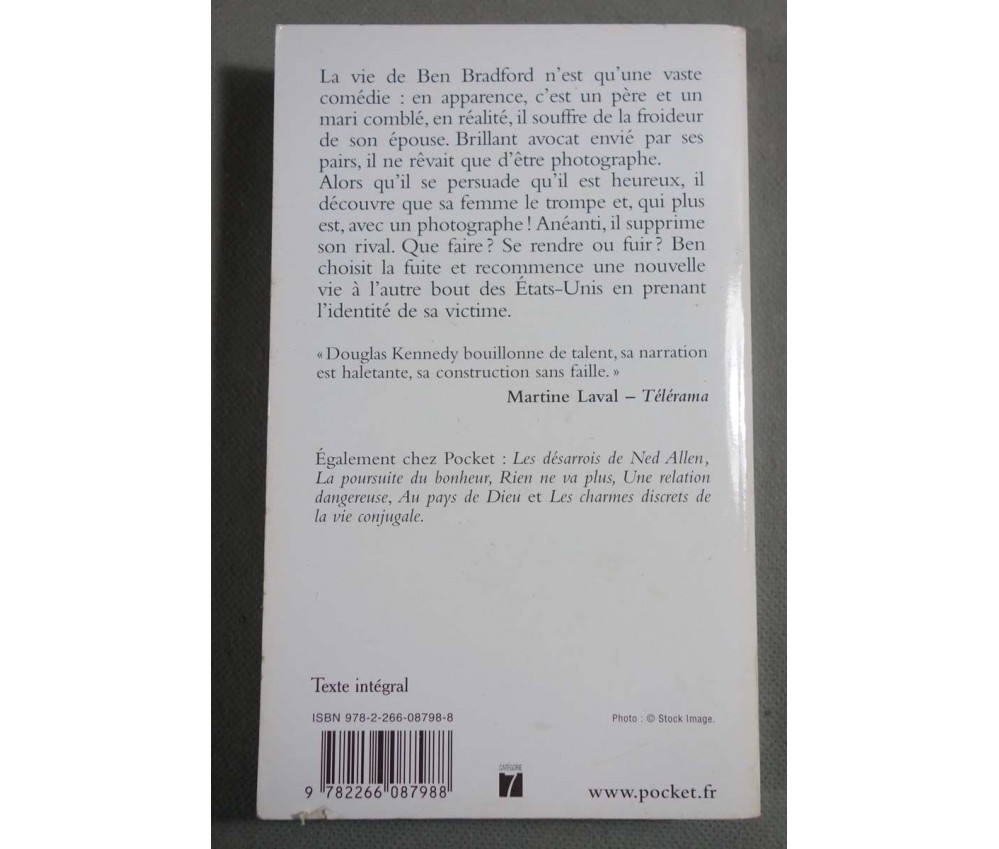 La vie de Ben Bradford n'est qu'une vaste
comédie : en apparence, c'est un père et un
mari comblé, en réalité, il souffre de la froideur
de son épouse. Brillant avocat envié par ses
pairs, il ne rêvait que d'être photographe.
Alors qu'il se persuade qu'il est heureux, il
découvre que sa femme le trompe et, qui plus
est, avec un photographe ! Anéanti, il supprime
son rival. Que faire ? Se rendre ou fuir ? Ben
choisit la fuite et recommence une nouvelle
vie à l'autre bout des États-Unis en prenant
l'identité de sa victime.
« Douglas Kennedy bouillonne de talent, sa narration
est haletante, sa construction sans faille. »
Martine Laval – Télérama
Également chez Pocket : Les désarrois de Ned Allen,
La poursuite du bonheur, Rien ne va plus, Une relation
dangereuse, Au pays de Dieu et Les charmes discrets de
la vie conjugale.
Texte intégral
ISBN 978-2-266-08798-8
Photo : © Stock Image.
CATÉGORIE
7
9 782266 087988
www.pocket.fr